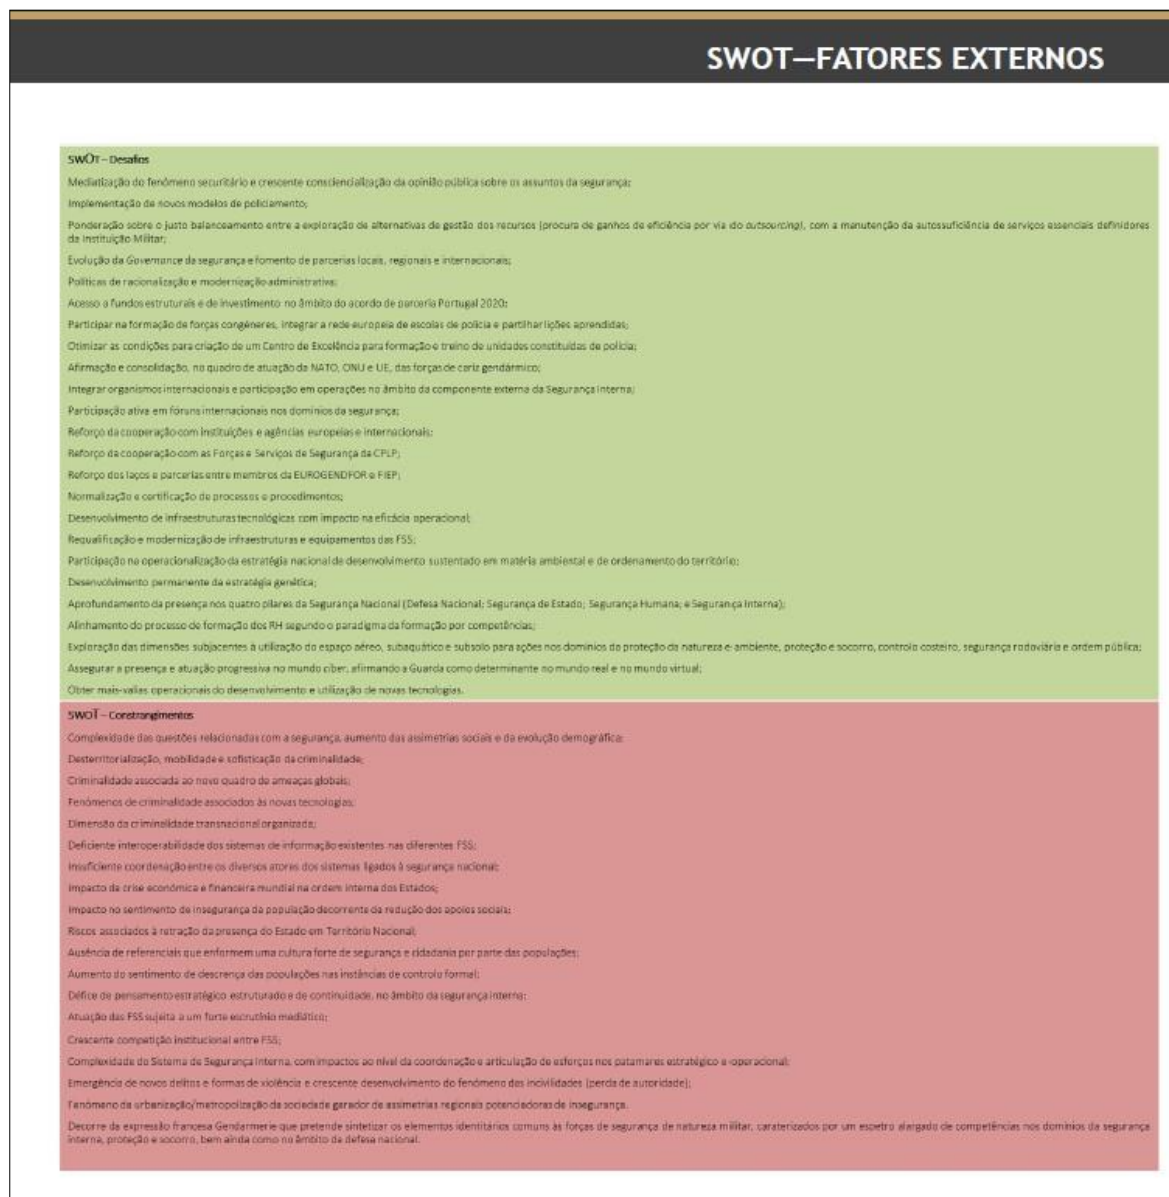 SWOT—FATORES EXTERNOS
SWOT – Desafios
Mediatização do fenómeno securitário e crescente consciencialização da opinião pública sobre os assuntos da segurança;
Implementação de novos modelos de policiamento;
Ponderação sobre o justo balanceamento entre a exploração de alternativas de gestão dos recursos (procura de ganhos de eficiência por via do outsourcing), com a manutenção da autossuficiência de serviços essenciais definidores
da Instituição Militar;
Evolução da Governance da segurança e fomento de parcerias locais, regionais e internacionais;
Políticas de racionalização e modernização administrativa;
Acesso a fundos estruturais e de investimento no âmbito do acordo de parceria Portugal 2020;
Participar na formação de forças congéneres, integrar a rede europeia de escolas de polícia e partilhar lições aprendidas;
Otimizar as condições para criação de um Centro de Excelência para formação e treino de unidades constituídas de polícia;
Afirmação e consolidação, no quadro de atuação da NATO, ONU e UE, das forças de cariz gendármico;
Integrar organismos internacionais e participação em operações no âmbito da componente externa da Segurança Interna;
Participação ativa em fóruns internacionais nos domínios da segurança;
Reforço da cooperação com instituições e agências europeias e internacionais;
Reforço da cooperação com as Forças e Serviços de Segurança da CPLP;
Reforço dos laços e parcerias entre membros da EUROGENDFOR e FIEP;
Normalização e certificação de processos e procedimentos;
Desenvolvimento de infraestruturas tecnológicas com impacto na eficácia operacional;
Requalificação e modernização de infraestruturas e equipamentos das FSS;
Participação na operacionalização da estratégia nacional de desenvolvimento sustentado em matéria ambiental e de ordenamento do território;
Desenvolvimento permanente da estratégia genética;
Aprofundamento da presença nos quatro pilares da Segurança Nacional (Defesa Nacional; Segurança de Estado; Segurança Humana; e Segurança Interna);
Alinhamento do processo de formação dos RH segundo o paradigma da formação por competências;
Exploração das dimensões subjacentes à utilização do espaço aéreo, subaquático e subsolo para ações nos domínios da proteção da natureza e ambiente, proteção e socorro, controlo costeiro, segurança rodoviária e ordem pública;
Assegurar a presença e atuação progressiva no mundo ciber, afirmando a Guarda como determinante no mundo real e no mundo virtual;
Obter mais-valias operacionais do desenvolvimento e utilização de novas tecnologias.
SWOT – Constrangimentos
Complexidade das questões relacionadas com a segurança, aumento das assimetrias sociais e da evolução demográfica;
Desterritorialização, mobilidade e sofisticação da criminalidade;
Criminalidade associada ao novo quadro de ameaças globais;
Fenómenos de criminalidade associados às novas tecnologias;
Dimensão da criminalidade transnacional organizada;
Deficiente interoperabilidade dos sistemas de informação existentes nas diferentes FSS;
Insuficiente coordenação entre os diversos atores dos sistemas ligados à segurança nacional;
Impacto da crise económica e financeira mundial na ordem interna dos Estados;
Impacto no sentimento de insegurança da população decorrente da redução dos apoios sociais;
Riscos associados à retração da presença do Estado em Território Nacional;
Ausência de referenciais que enformem uma cultura forte de segurança e cidadania por parte das populações;
Aumento do sentimento de descrença das populações nas instâncias de controlo formal;
Défice de pensamento estratégico estruturado e de continuidade, no âmbito da segurança interna;
Atuação das FSS sujeita a um forte escrutínio mediático;
Crescente competição institucional entre FSS;
Complexidade do Sistema de Segurança Interna, com impactos ao nível da coordenação e articulação de esforços nos patamares estratégico e operacional;
Emergência de novos delitos e formas de violência e crescente desenvolvimento do fenómeno das incivilidades (perda de autoridade);
Fenómeno da urbanização/metropolização da sociedade gerador de assimetrias regionais potenciadoras de insegurança.
Decorre da expressão francesa Gendarmerie que pretende sintetizar os elementos identitários comuns às forças de segurança de natureza militar, caraterizados por um espetro alargado de competências nos domínios da segurança
interna, proteção e socorro, bem ainda como no âmbito da defesa nacional.